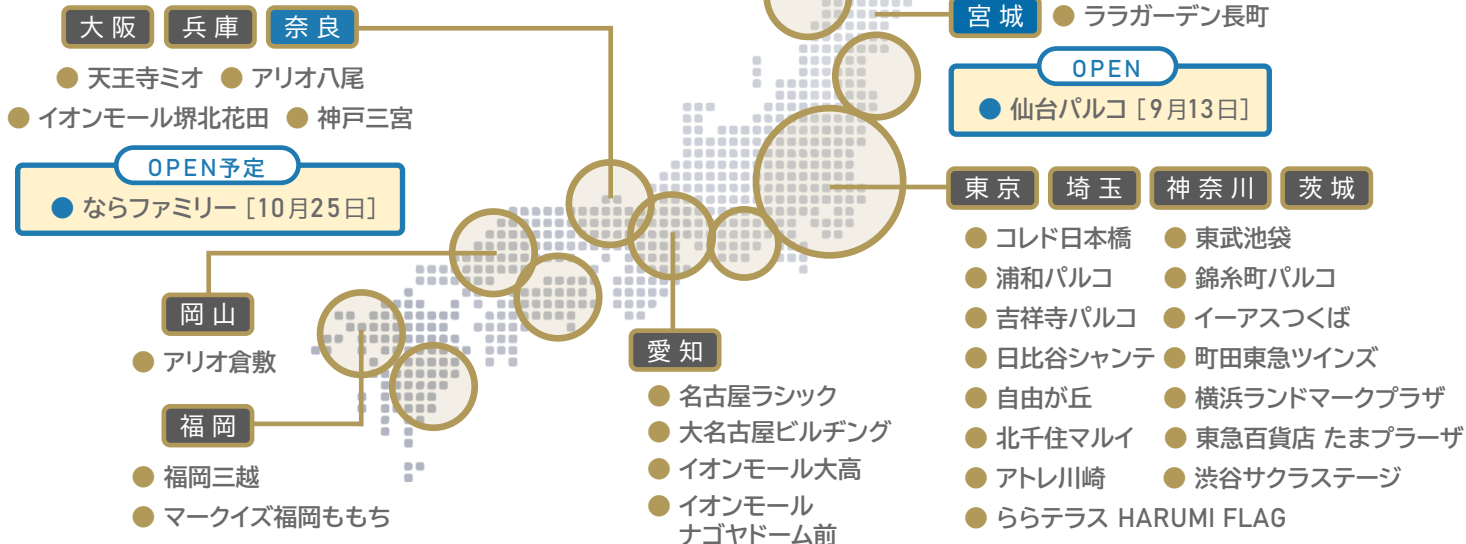 大阪 兵庫 奈良
● 天王寺ミオ ● アリオ八尾
● イオンモール堺北花田 ● 神戸三宮
OPEN予定
● ならファミリー [10月25日]
岡山
● アリオ倉敷
福岡
● 福岡三越
● マークイズ福岡ももち
愛知
● 名古屋ラシック
● 大名古屋ビルヂング
● イオンモール大高
● イオンモール
ナゴヤドーム前
宮城 ● ララガーデン長町
OPEN
● 仙台パルコ [9月13日]
東京 埼玉 神奈川 茨城
● コレド日本橋 ● 東武池袋
● 浦和パルコ ● 錦糸町パルコ
● 吉祥寺パルコ ● イーアスつくば
● 日比谷シャンテ ● 町田東急ツインズ
● 自由が丘 ● 横浜ランドマークプラザ
● 北千住マルイ ● 東急百貨店 たまプラーザ
● アトレ川崎 ● 渋谷サクラステージ
● ららテラス HARUMI FLAG